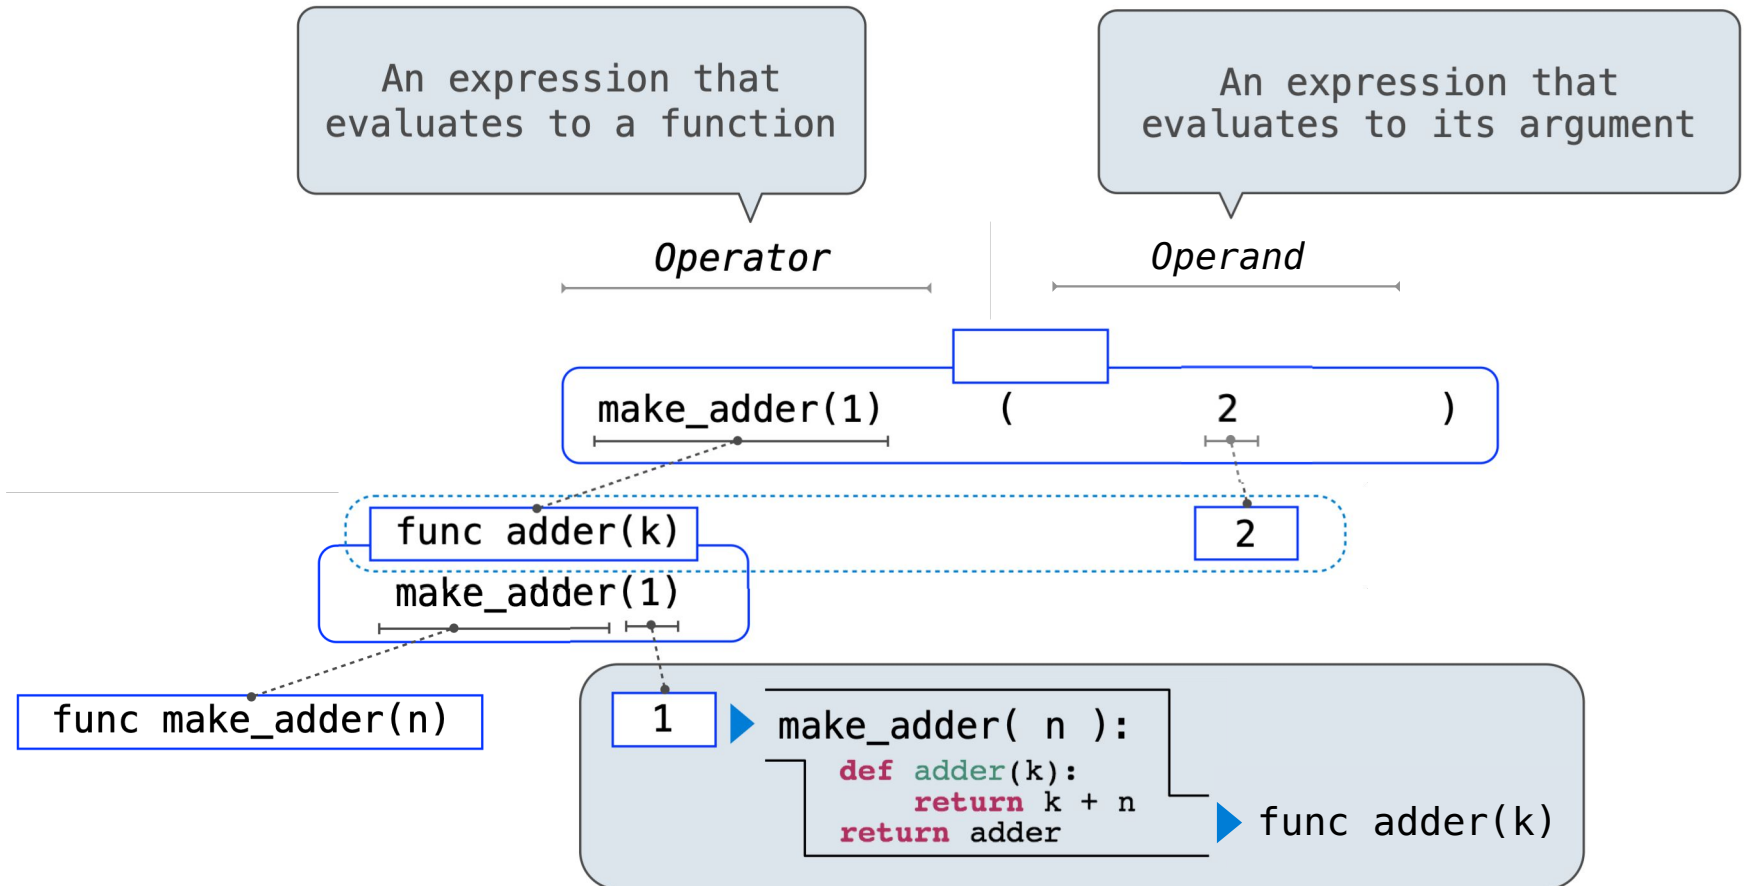 An expression that
evaluates to a function
An expression that
evaluates to its argument
Operator
Operand
make_adder(1) ( 2 )
func adder(k)
2
make_adder(1)
func make_adder(n)
1
make_adder( n ):
def adder(k):
return k + n
return adder
func adder(k)